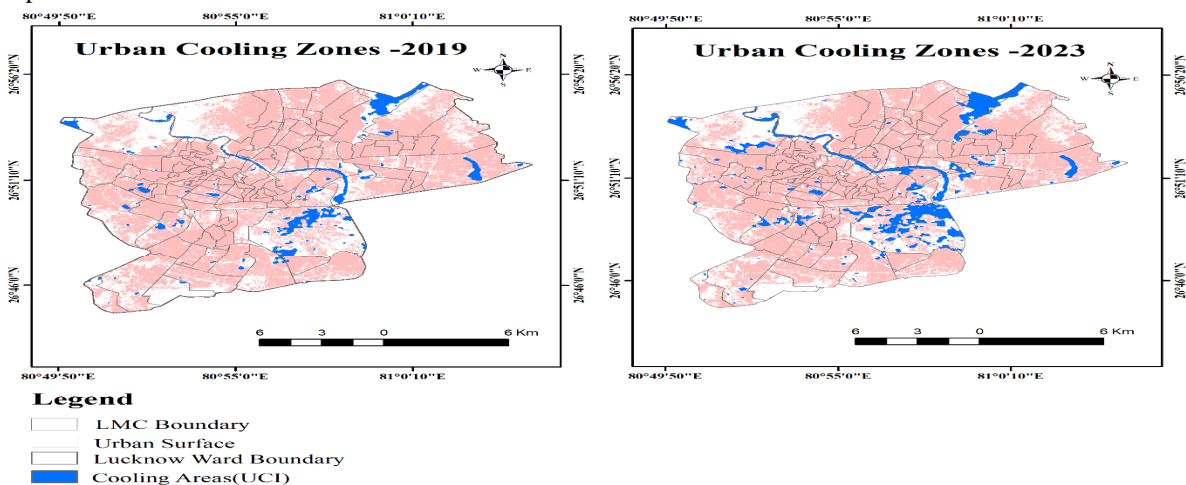 80°49'50"E 80°55'0"E 81°0'10"E
Urban Cooling Zones -2019
N
W E
S
26°56'20"N 26°56'20"N
26°51'10"N 26°51'10"N
26°46'0"N 26°46'0"N
6 3 0 6 Km
80°49'50"E 80°55'0"E 81°0'10"E
80°49'50"E 80°55'0"E 81°0'10"E
Urban Cooling Zones -2023
N
W E
S
26°56'20"N 26°56'20"N
26°51'10"N 26°51'10"N
26°46'0"N 26°46'0"N
6 3 0 6 Km
80°49'50"E 80°55'0"E 81°0'10"E
Legend
LMC Boundary
Urban Surface
Lucknow Ward Boundary
Cooling Areas(UCI)